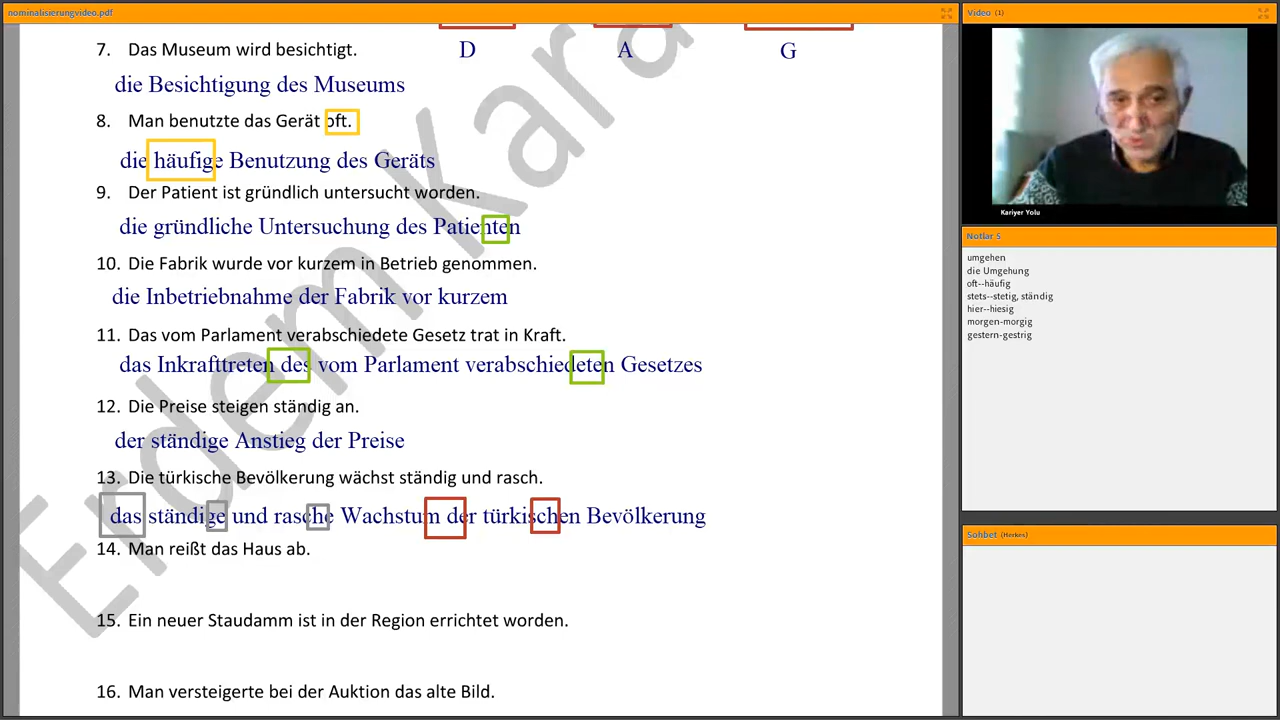 nominalisierungvideo.pdf
Video (1)
7. Das Museum wird besichtigt.
D A G
die Besichtigung des Museums
8. Man benutzte das Gerät oft.
die häufige Benutzung des Geräts
9. Der Patient ist gründlich untersucht worden.
die gründliche Untersuchung des Patienten
10. Die Fabrik wurde vor kurzem in Betrieb genommen.
die Inbetriebnahme der Fabrik vor kurzem
11. Das vom Parlament verabschiedete Gesetz trat in Kraft.
das Inkrafttreten des vom Parlament verabschiedeten Gesetzes
12. Die Preise steigen ständig an.
der ständige Anstieg der Preise
13. Die türkische Bevölkerung wächst ständig und rasch.
das ständige und rasche Wachstum der türkischen Bevölkerung
14. Man reißt das Haus ab.
15. Ein neuer Staudamm ist in der Region errichtet worden.
16. Man versteigerte bei der Auktion das alte Bild.
Erdem Kara
Kariyer Yolu
Notlar 5
umgehen
die Umgehung
oft--häufig
stets--stetig, ständig
hier--hiesig
morgen-morgig
gestern-gestrig
Sohbet (Herkes)